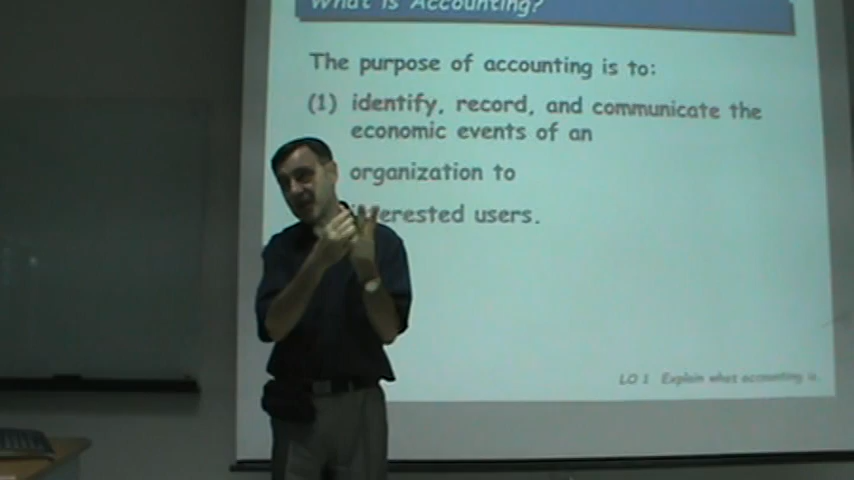 What is Accounting?
The purpose of accounting is to:
(1) identify, record, and communicate the
economic events of an
organization to
interested users.
LO 1 Explain what accounting is.